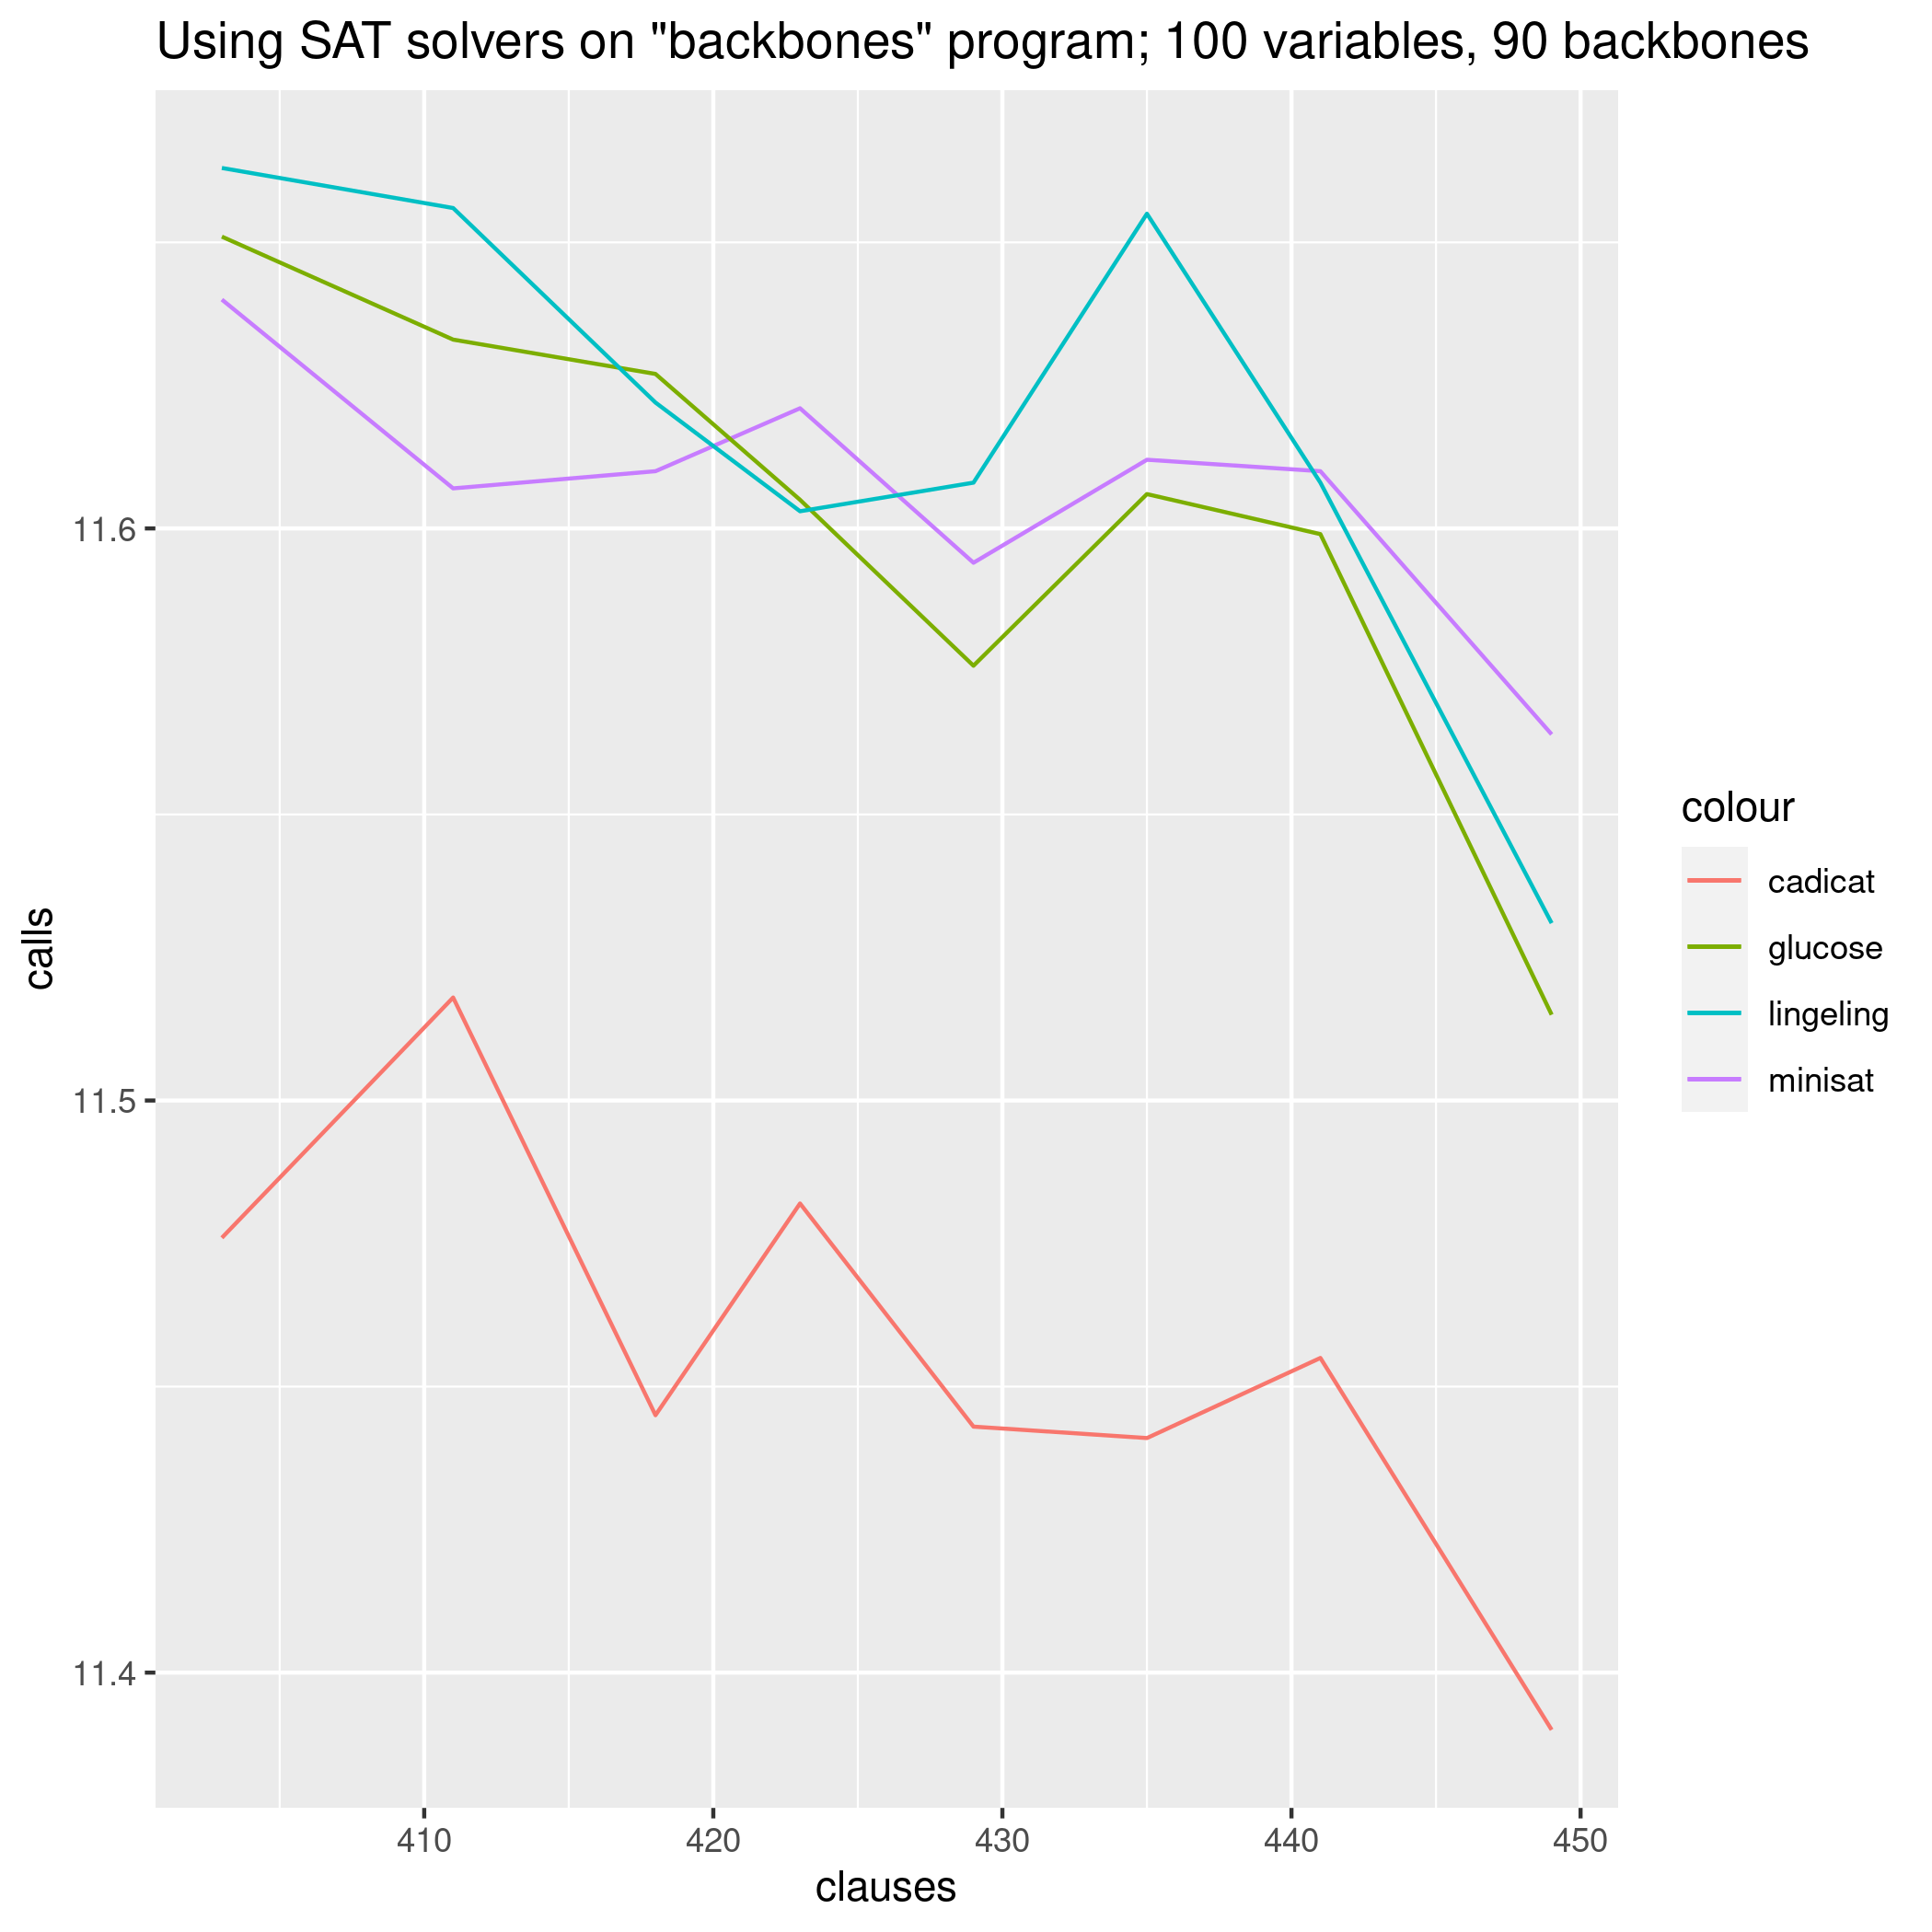 Using SAT solvers on "backbones" program; 100 variables, 90 backbones
calls
11.6
11.5
11.4
410 420 430 440 450
clauses
colour
cadicat
glucose
lingeling
minisat